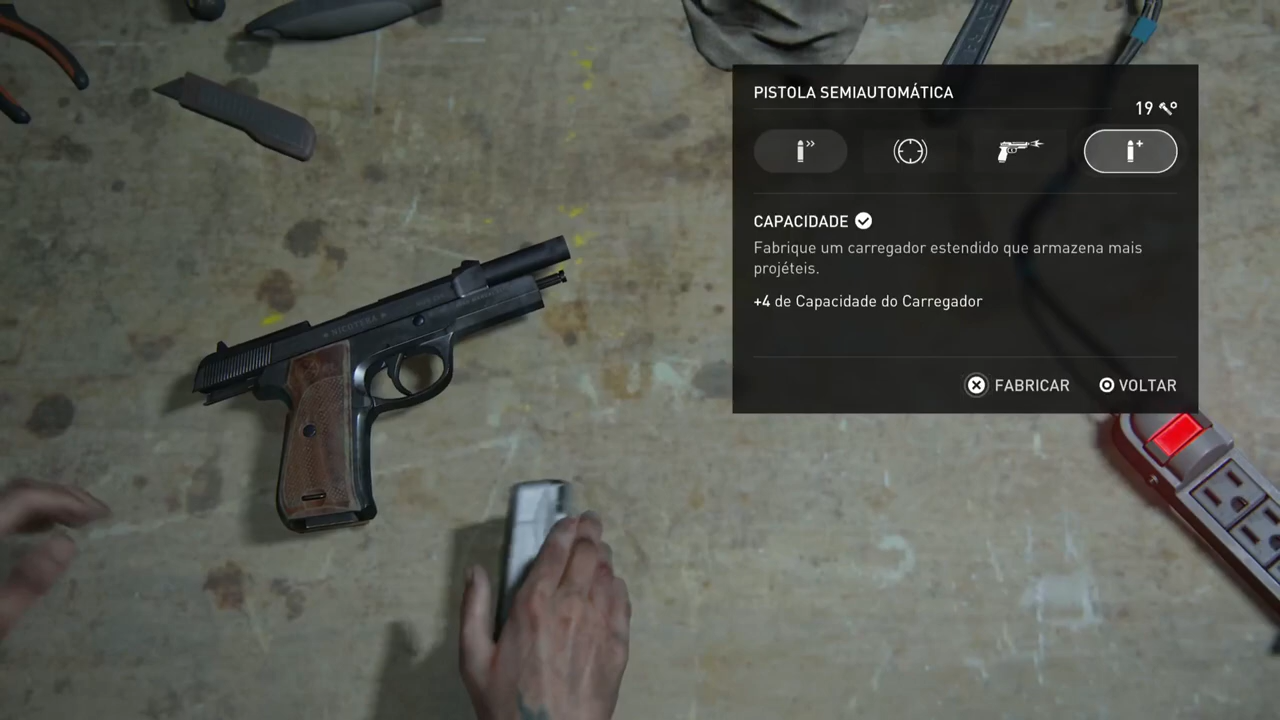 PISTOLA SEMIAUTOMÁTICA
19
CAPACIDADE
Fabrique um carregador estendido que armazena mais
projéteis.
+4 de Capacidade do Carregador
FABRICAR VOLTAR